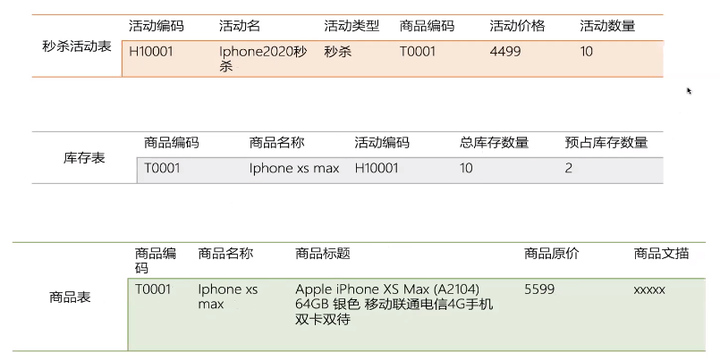 活动编码 活动名 活动类型 商品编码 活动价格 活动数量
秒杀活动表 H10001 Iphone2020秒 秒杀 T0001 4499 10
杀
商品编码 商品名称 活动编码 总库存数量 预占库存数量
库存表 T0001 Iphone xs max H10001 10 2
商品编 商品名称 商品标题 商品原价 商品文描
码
商品表 T0001 Iphone xs Apple iPhone XS Max (A2104) 5599 xxxxx
max 64GB 银色 移动联通电信4G手机
双卡双待